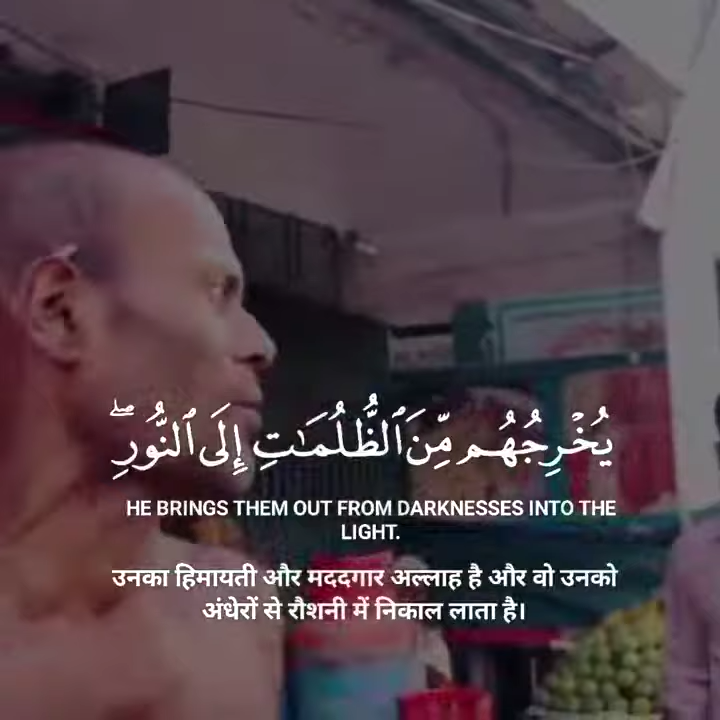 يُخْرِجُهُم مِّنَ ٱلظُّلُمَـٰتِ إِلَى ٱلنُّورِ ۖ
HE BRINGS THEM OUT FROM DARKNESSES INTO THE
LIGHT.
उनका हिमायती और मददगार अल्लाह है और वो उनको
अंधेरों से रौशनी में निकाल लाता है।